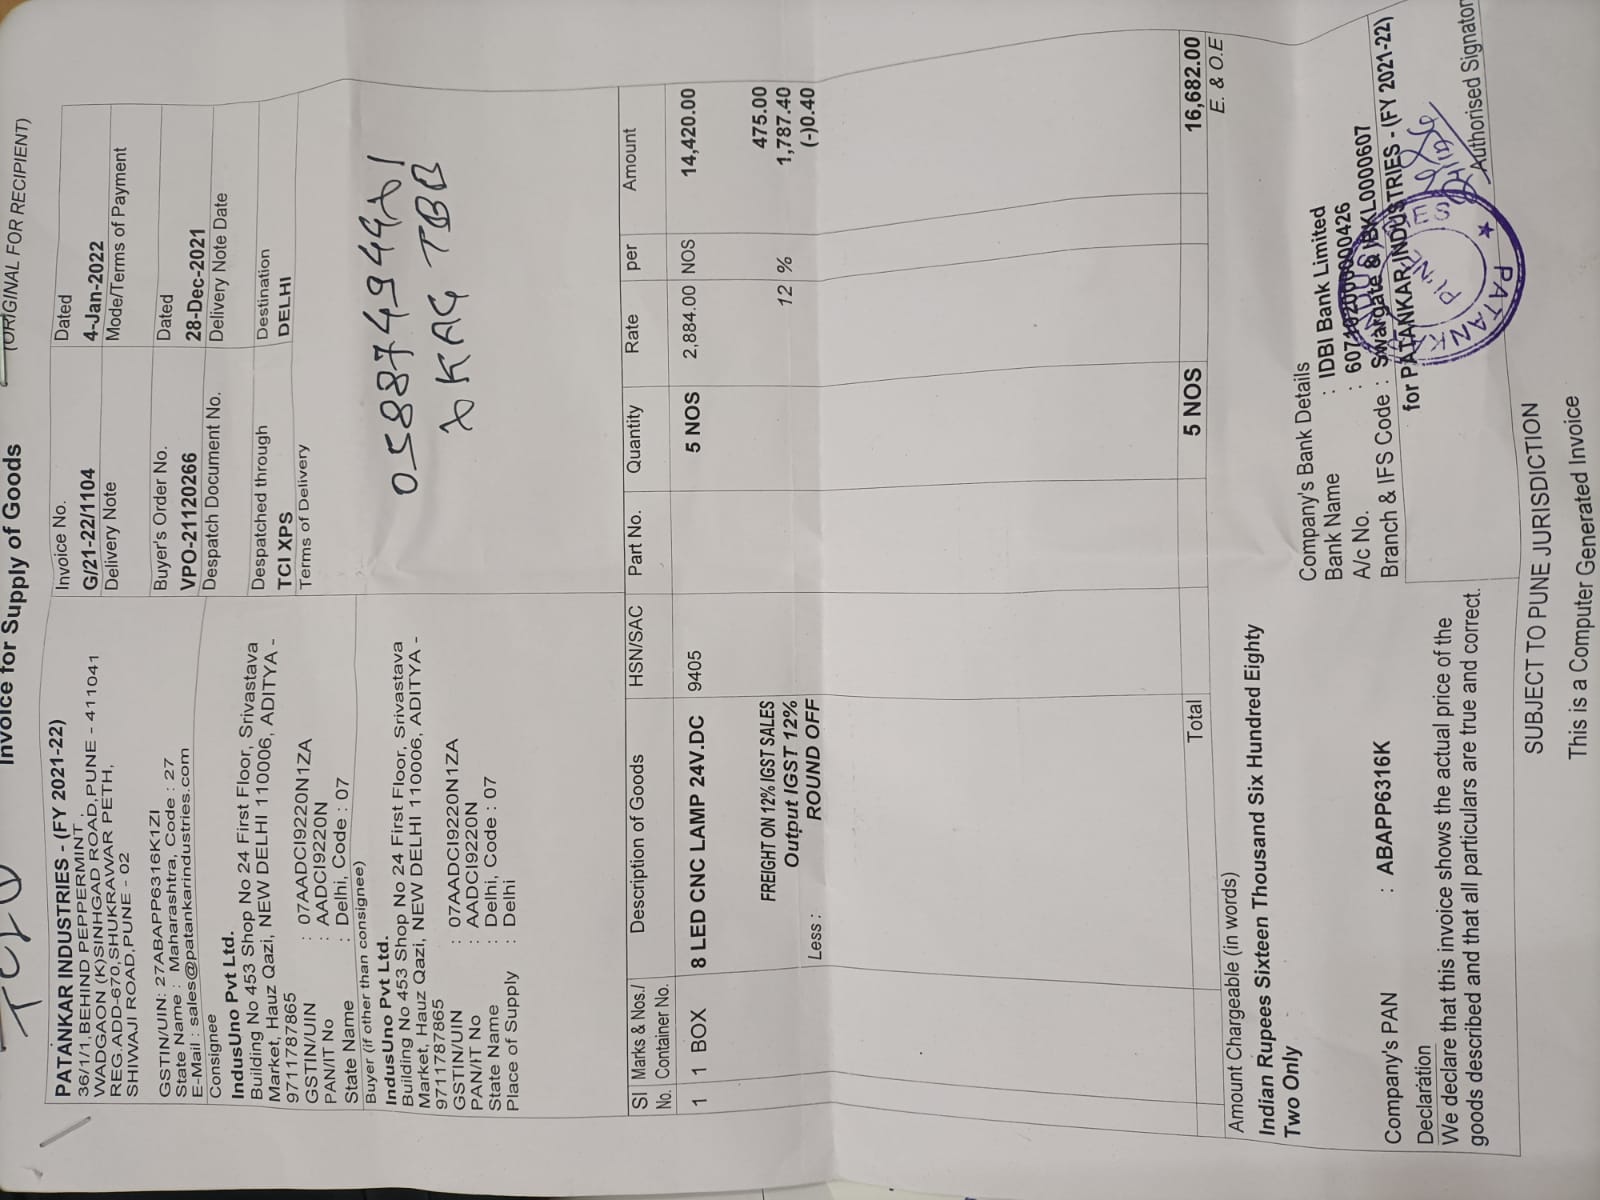 Invoice for Supply of Goods
(ORIGINAL FOR RECIPIENT)
PATANKAR INDUSTRIES - (FY 2021-22)
36/1/1,BEHIND PEPPERMINT ,
WADGAON (K)SINHGAD ROAD,PUNE - 411041
REG.ADD-670,SHUKRAWAR PETH,
SHIWAJI ROAD,PUNE - 02
GSTIN/UIN: 27ABAPP6316K1ZI
State Name : Maharashtra, Code : 27
E-Mail : sales@patankarindustries.com
Invoice No.
G/21-22/1104
Dated
4-Jan-2022
Delivery Note
Mode/Terms of Payment
Buyer's Order No.
VPO-21120266
Dated
28-Dec-2021
Despatch Document No.
Delivery Note Date
Despatched through
TCI XPS
Destination
DELHI
Terms of Delivery
Consignee
IndusUno Pvt Ltd.
Building No 453 Shop No 24 First Floor, Srivastava
Market, Hauz Qazi, NEW DELHI 110006, ADITYA -
9711787865
GSTIN/UIN : 07AADCI9220N1ZA
PAN/IT No : AADCI9220N
State Name : Delhi, Code : 07
Buyer (if other than consignee)
IndusUno Pvt Ltd.
Building No 453 Shop No 24 First Floor, Srivastava
Market, Hauz Qazi, NEW DELHI 110006, ADITYA -
9711787865
GSTIN/UIN : 07AADCI9220N1ZA
PAN/IT No : AADCI9220N
State Name : Delhi, Code : 07
Place of Supply : Delhi
Sl No. Marks & Nos./ Container No. Description of Goods HSN/SAC Part No. Quantity Rate per Amount
1 1 BOX 8 LED CNC LAMP 24V.DC 9405 5 NOS 2,884.00 NOS 14,420.00
FREIGHT ON 12% IGST SALES 475.00
Output IGST 12% 12 % 1,787.40
Less : ROUND OFF (-)0.40
Total 5 NOS 16,682.00
Amount Chargeable (in words)
E. & O.E
Indian Rupees Sixteen Thousand Six Hundred Eighty
Two Only
Company's Bank Details
Bank Name : IDBI Bank Limited
A/c No. : 
Branch & IFS Code : Swargate & IBKL0000607
Company's PAN : ABAPP6316K
Declaration
We declare that this invoice shows the actual price of the
goods described and that all particulars are true and correct.
for PATANKAR INDUSTRIES - (FY 2021-22)
PATANKAR INDUSTRIES
PUNE
Authorised Signatory
SUBJECT TO PUNE JURISDICTION
This is a Computer Generated Invoice